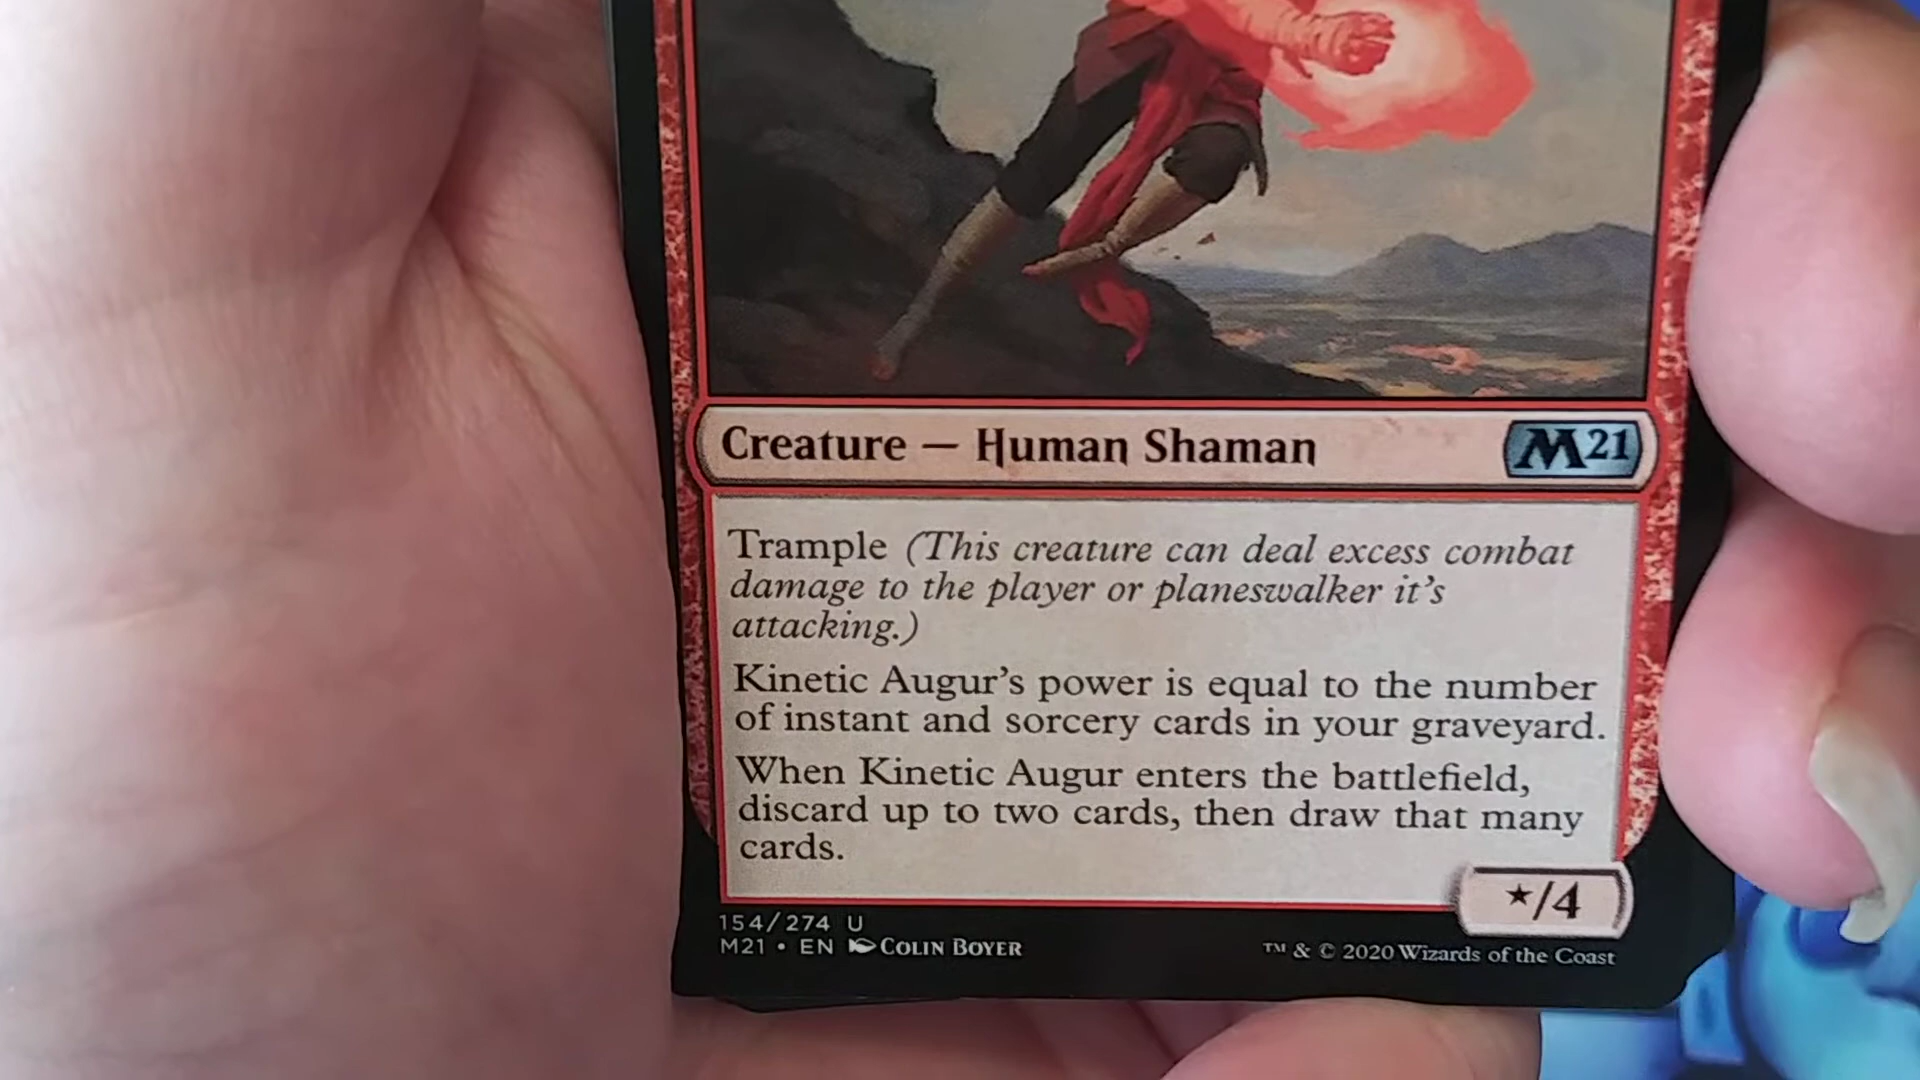 Creature — Human Shaman M21
Trample (This creature can deal excess combat
damage to the player or planeswalker it's
attacking.)
Kinetic Augur's power is equal to the number
of instant and sorcery cards in your graveyard.
When Kinetic Augur enters the battlefield,
discard up to two cards, then draw that many
cards.
★/4
154/274 U
M21 • EN COLIN BOYER
™ & © 2020 Wizards of the Coast